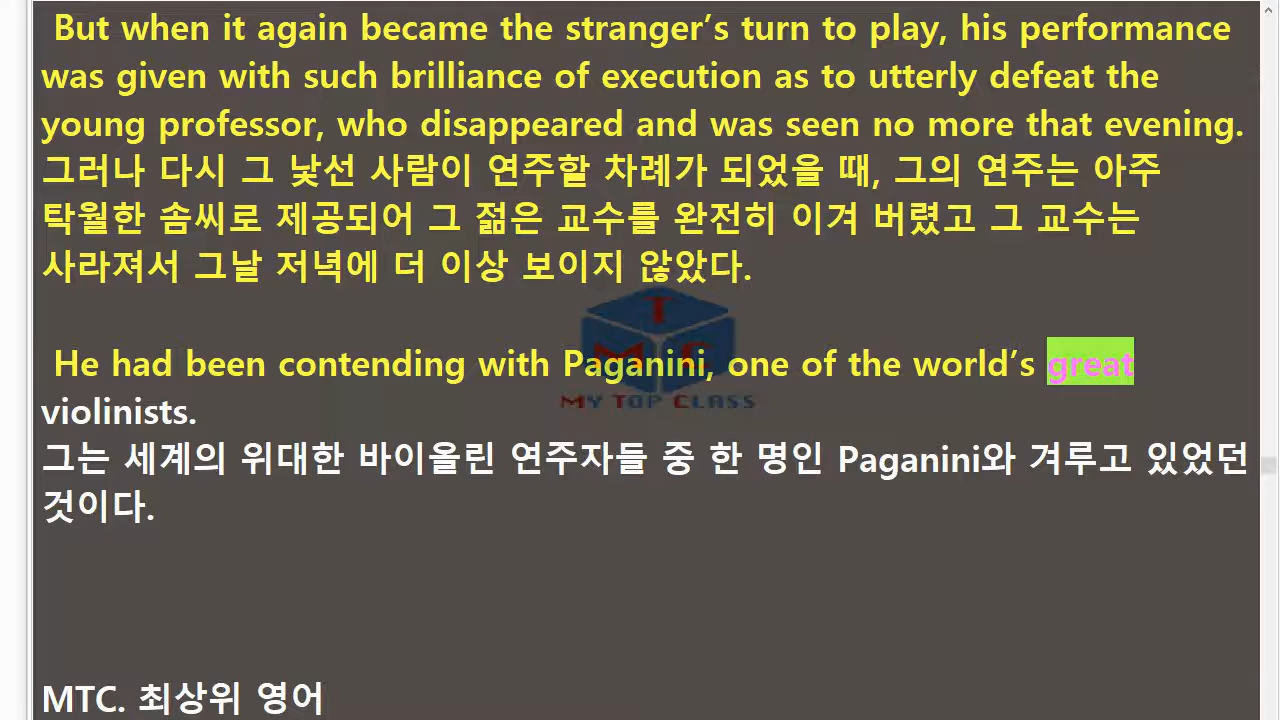 But when it again became the stranger’s turn to play, his performance
was given with such brilliance of execution as to utterly defeat the
young professor, who disappeared and was seen no more that evening.
그러나 다시 그 낯선 사람이 연주할 차례가 되었을 때, 그의 연주는 아주
탁월한 솜씨로 제공되어 그 젊은 교수를 완전히 이겨 버렸고 그 교수는
사라져서 그날 저녁에 더 이상 보이지 않았다.
T
M C
He had been contending with Paganini, one of the world’s great
MY TOP CLASS
violinists.
그는 세계의 위대한 바이올린 연주자들 중 한 명인 Paganini와 겨루고 있었던
것이다.
MTC. 최상위 영어